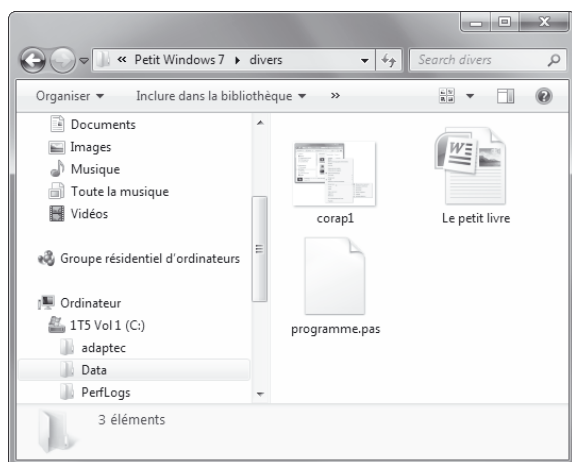 « Petit Windows 7 ▸ divers
Search divers
Organiser ▾ Inclure dans la bibliothèque ▾ »
Documents
Images
Musique
Toute la musique
Vidéos
Groupe résidentiel d'ordinateurs
Ordinateur
1T5 Vol 1 (C:)
adaptec
Data
PerfLogs
corap1
Le petit livre
programme.pas
3 éléments